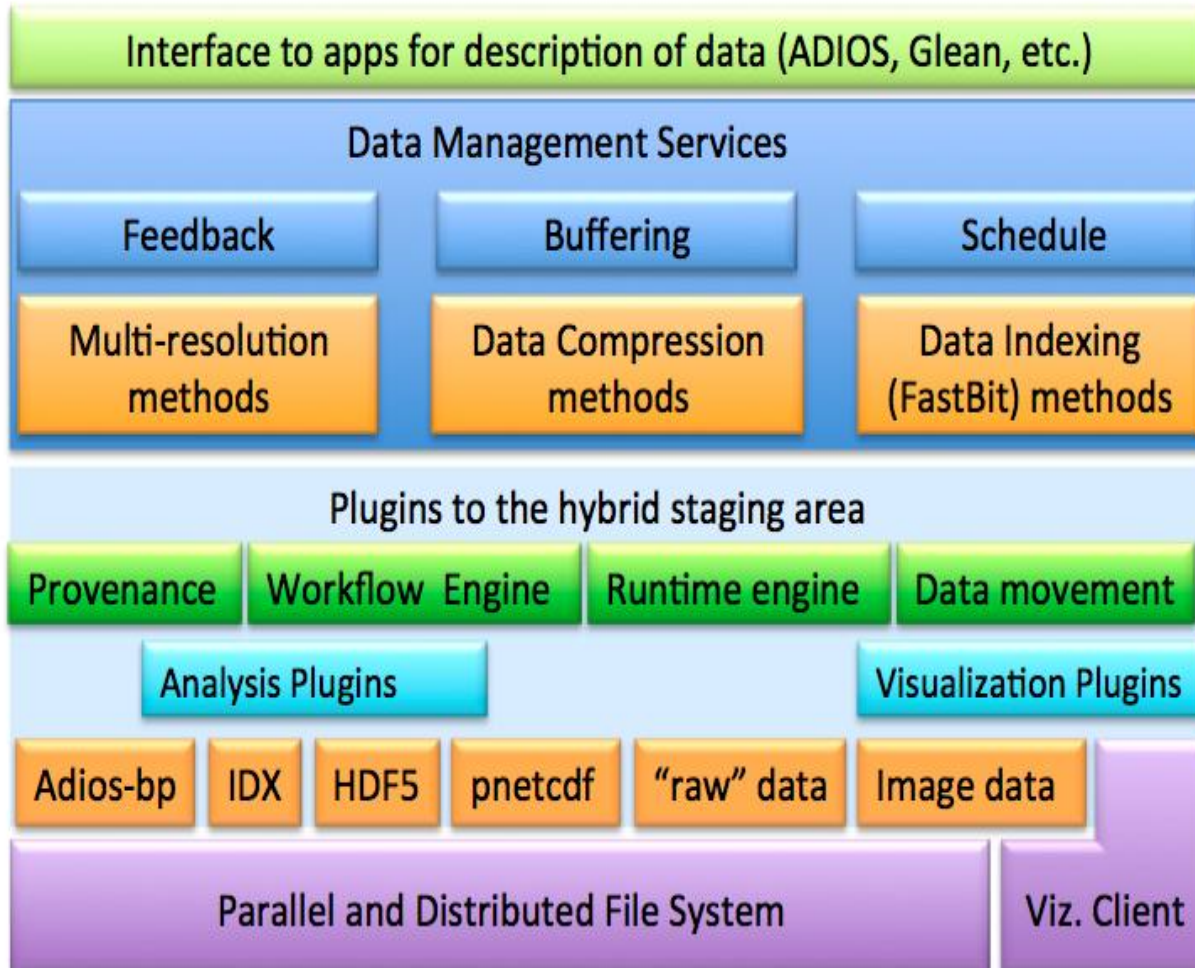 Interface to apps for description of data (ADIOS, Glean, etc.)
Data Management Services
Feedback
Buffering
Schedule
Multi-resolution
methods
Data Compression
methods
Data Indexing
(FastBit) methods
Plugins to the hybrid staging area
Provenance
Workflow Engine
Runtime engine
Data movement
Analysis Plugins
Visualization Plugins
Adios-bp
IDX
HDF5
pnetcdf
“raw” data
Image data
Parallel and Distributed File System
Viz. Client